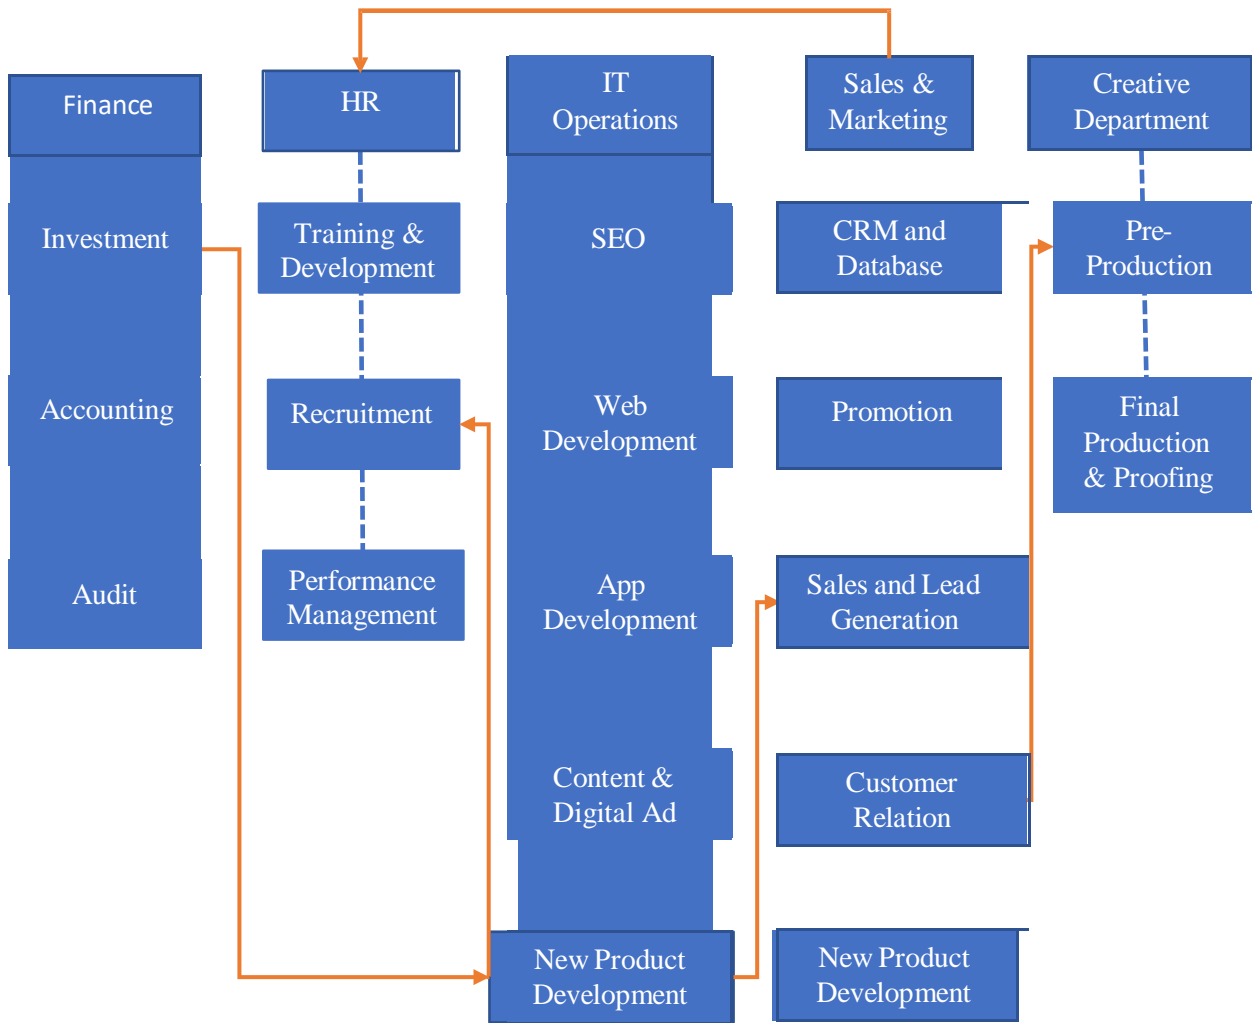 Finance
HR
IT
Operations
Sales &
Marketing
Creative
Department
Investment
Training &
Development
SEO
CRM and
Database
Pre-
Production
Accounting
Recruitment
Web
Development
Promotion
Final
Production
& Proofing
Audit
Performance
Management
App
Development
Sales and Lead
Generation
Content &
Digital Ad
Customer
Relation
New Product
Development
New Product
Development